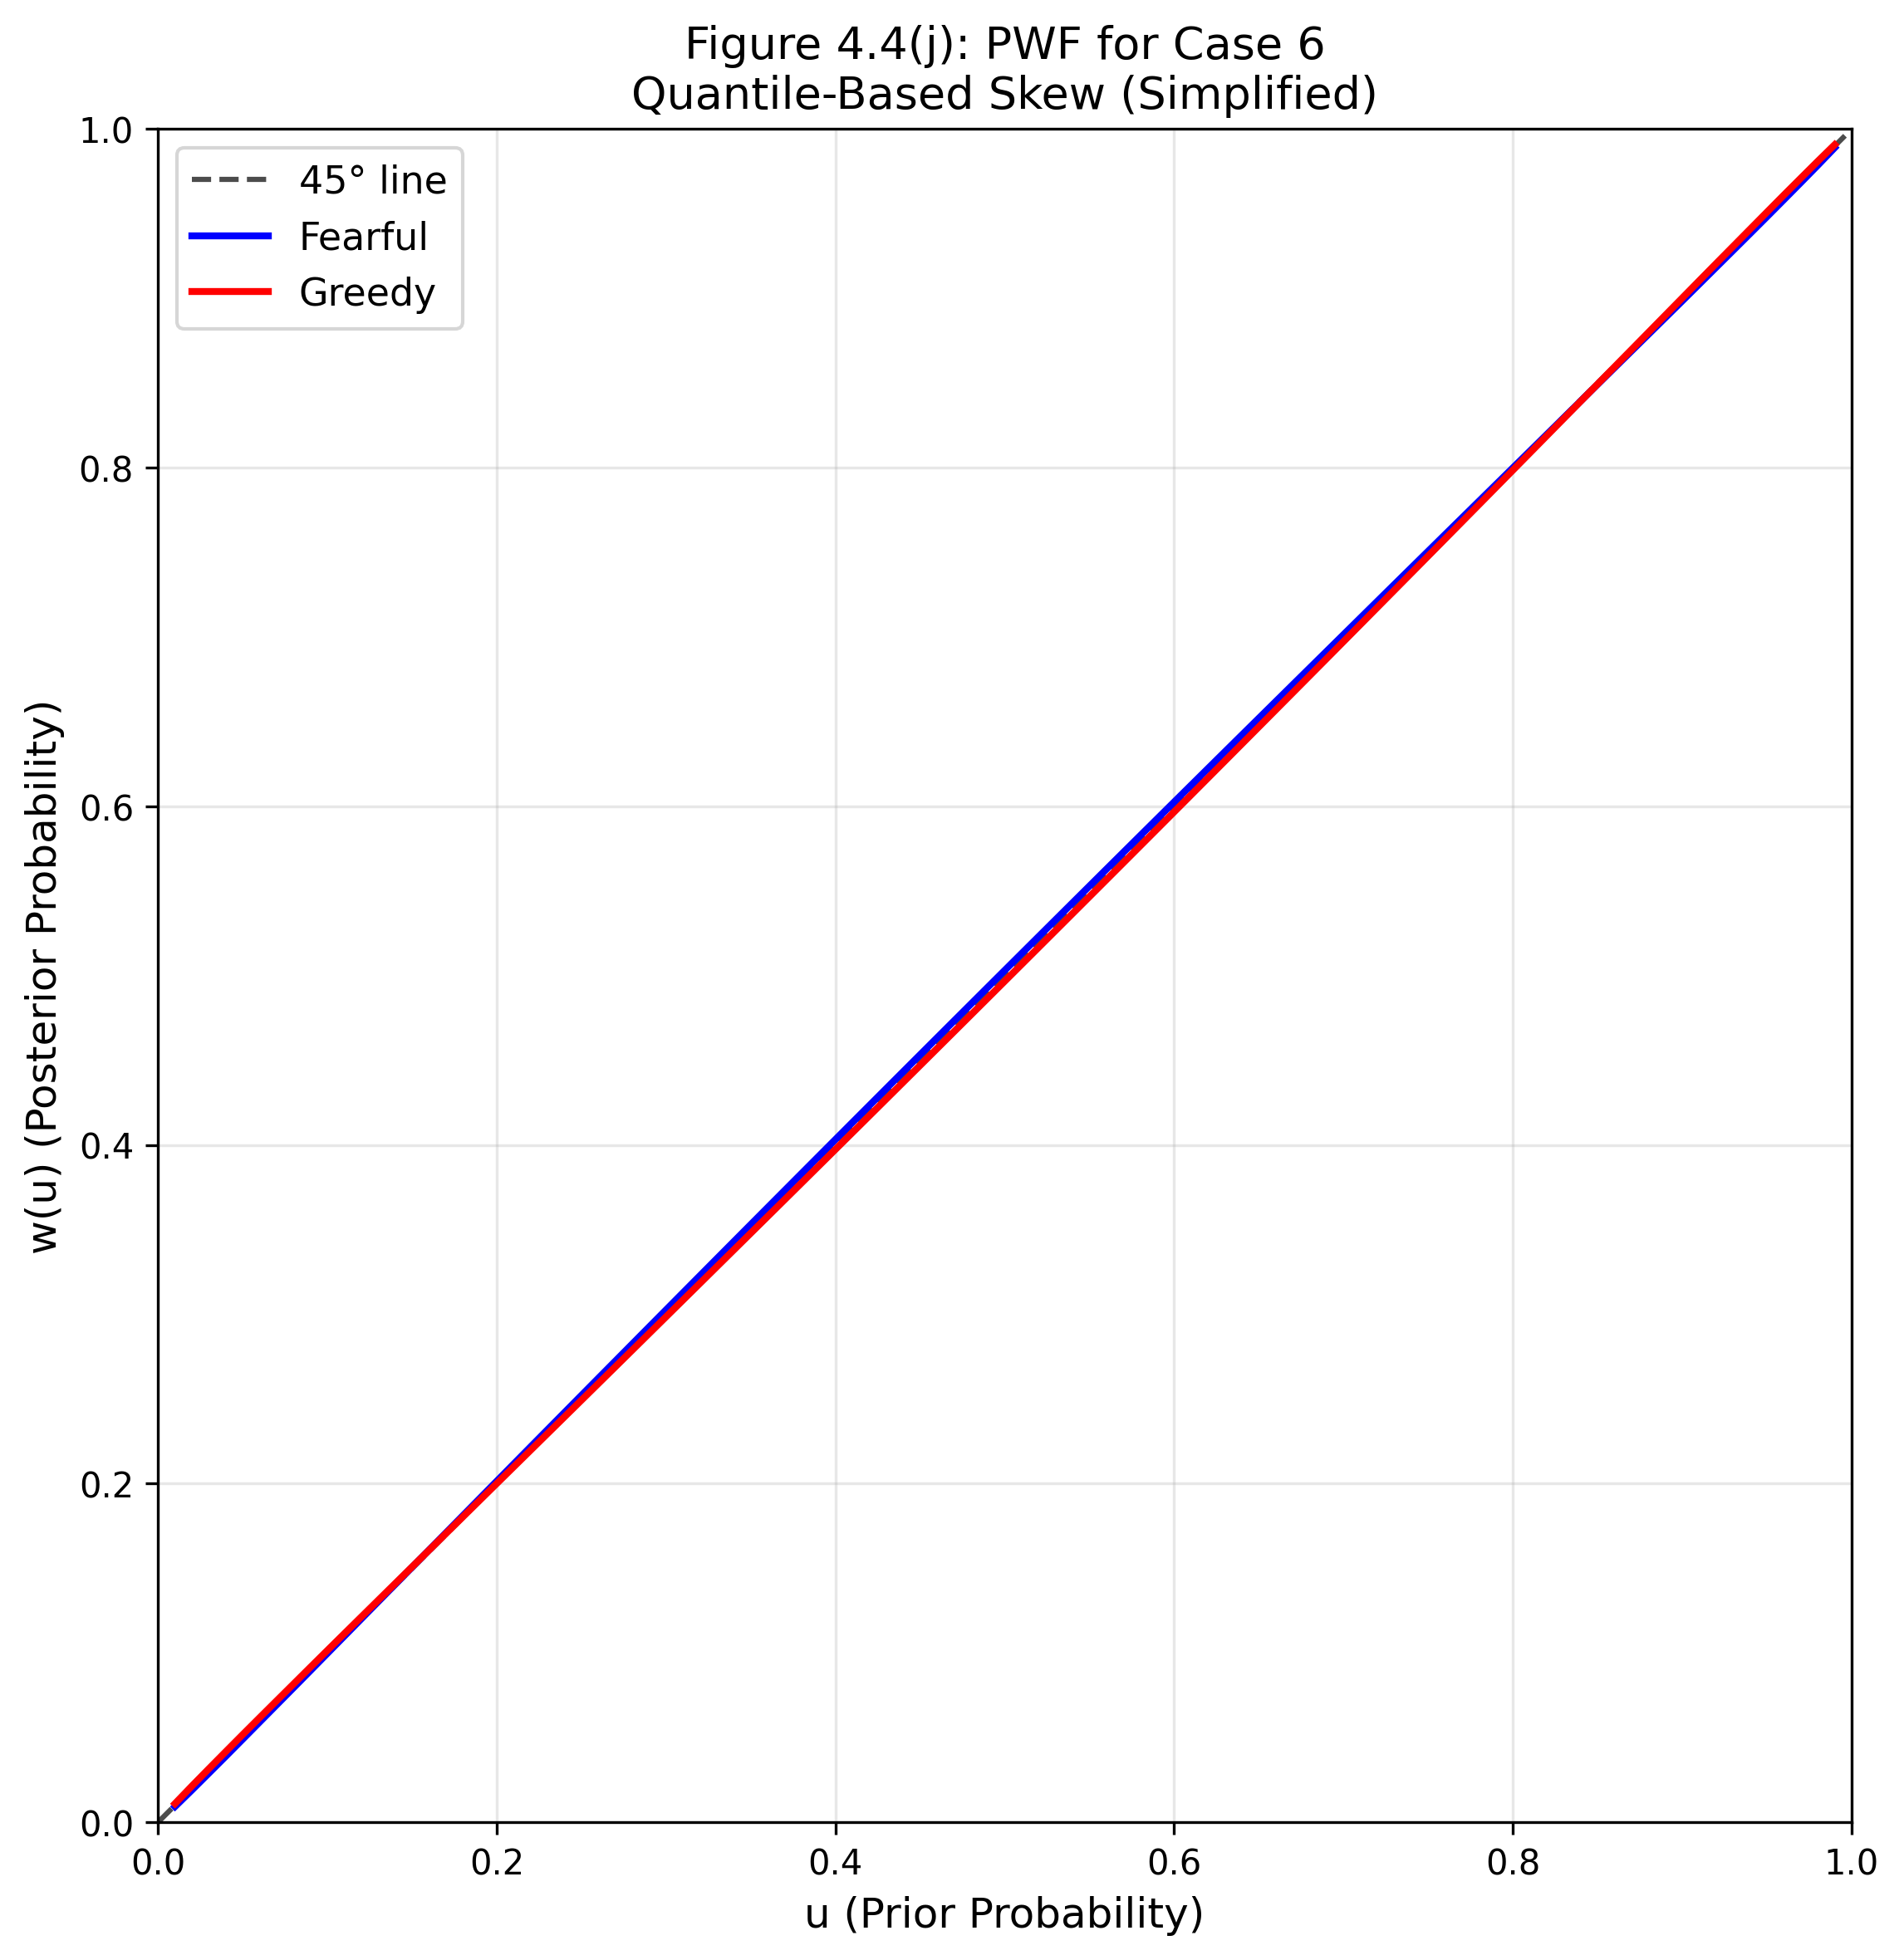 Figure 4.4(j): PWF for Case 6
Quantile-Based Skew (Simplified)
45° line
Fearful
Greedy
1.0
0.8
0.6
0.4
0.2
0.0
w(u) (Posterior Probability)
0.0 0.2 0.4 0.6 0.8 1.0
u (Prior Probability)